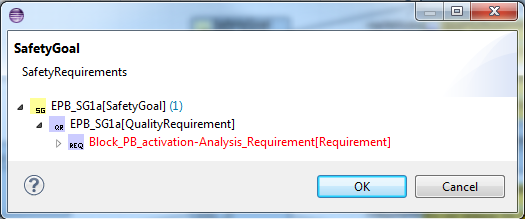 SafetyGoal
SafetyRequirements
SG EPB_SG1a[SafetyGoal] (1)
QR EPB_SG1a[QualityRequirement]
REQ Block_PB_activation-Analysis_Requirement[Requirement]
?
OK
Cancel